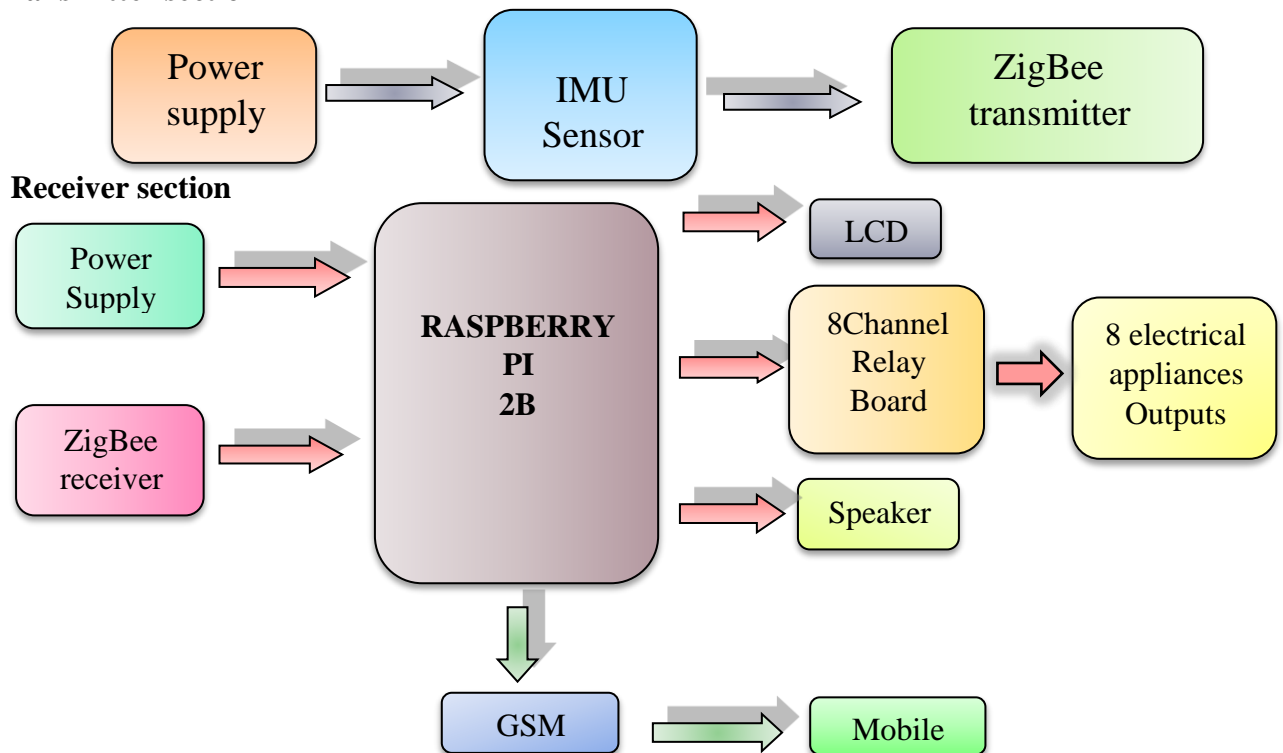 Power
supply
IMU
Sensor
ZigBee
transmitter
Receiver section
Power
Supply
ZigBee
receiver
RASPBERRY
PI
2B
LCD
8Channel
Relay
Board
8 electrical
appliances
Outputs
Speaker
GSM
Mobile